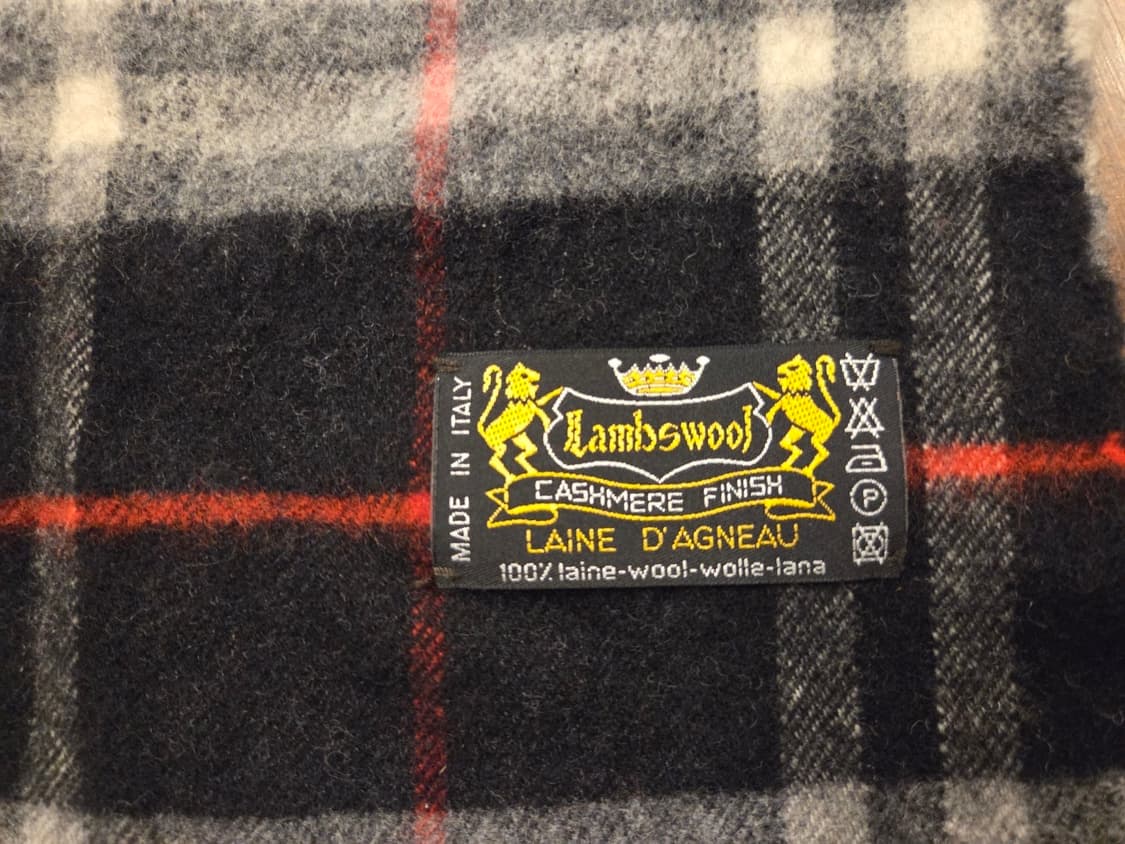 MADE IN ITALY
Lambswool
CASHMERE FINISH
LAINE D'AGNEAU
100% laine-wool-wolle-lana
P